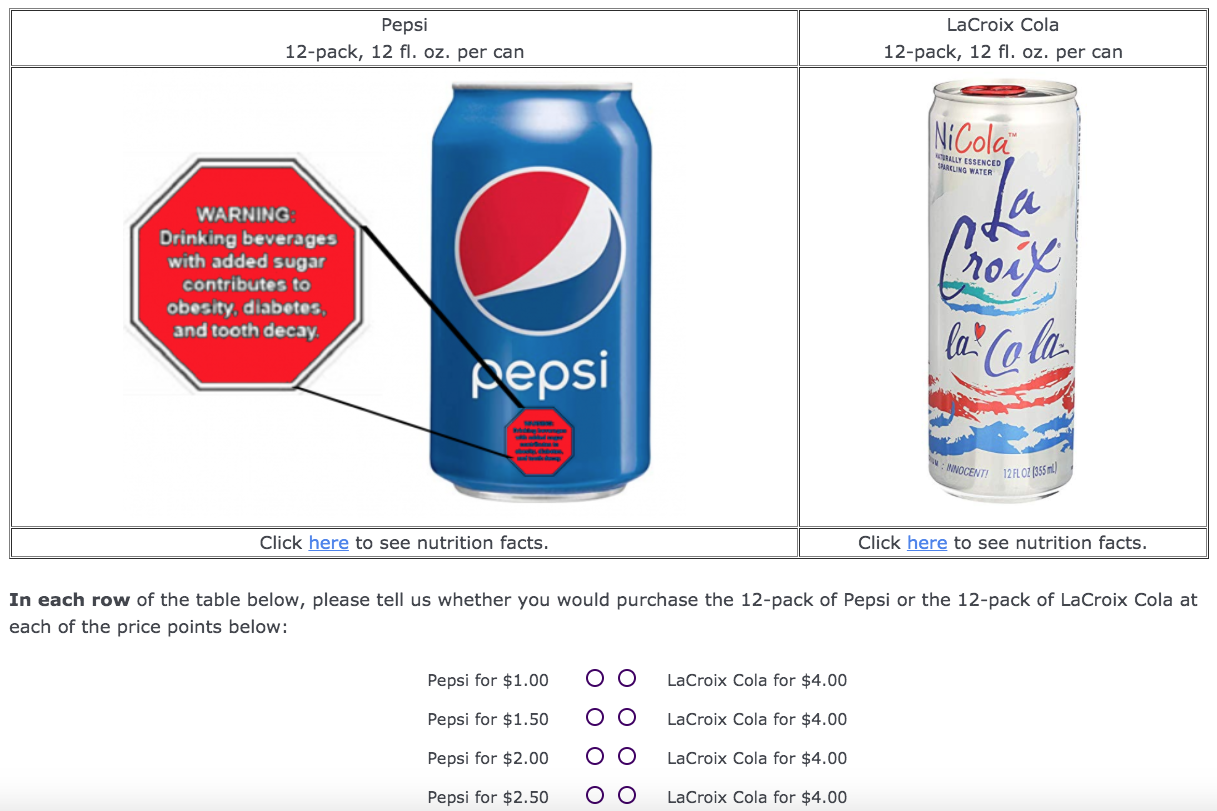 Pepsi
12-pack, 12 fl. oz. per can
LaCroix Cola
12-pack, 12 fl. oz. per can
WARNING:
Drinking beverages
with added sugar
contributes to
obesity, diabetes,
and tooth decay.
pepsi
NiCola™
NATURALLY ESSENCED
SPARKLING WATER
La
Croix
la Cola
INNOCENT! 12 FL OZ (355 mL)
Click here to see nutrition facts.
Click here to see nutrition facts.
In each row of the table below, please tell us whether you would purchase the 12-pack of Pepsi or the 12-pack of LaCroix Cola at
each of the price points below:
Pepsi for $1.00 LaCroix Cola for $4.00
Pepsi for $1.50 LaCroix Cola for $4.00
Pepsi for $2.00 LaCroix Cola for $4.00
Pepsi for $2.50 LaCroix Cola for $4.00